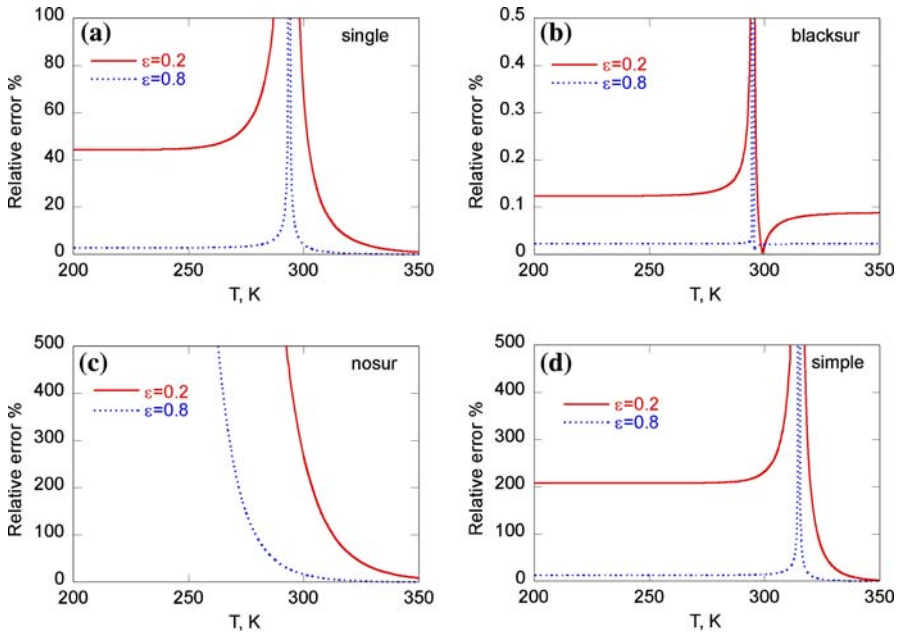 (a)
single
ε=0.2
ε=0.8
Relative error %
100
80
60
40
20
0
200
250
300
350
T, K
(b)
blacksur
ε=0.2
ε=0.8
Relative error %
0.5
0.4
0.3
0.2
0.1
0
200
250
300
350
T, K
(c)
nosur
ε=0.2
ε=0.8
Relative error %
500
400
300
200
100
0
200
250
300
350
T, K
(d)
simple
ε=0.2
ε=0.8
Relative error %
500
400
300
200
100
0
200
250
300
350
T, K